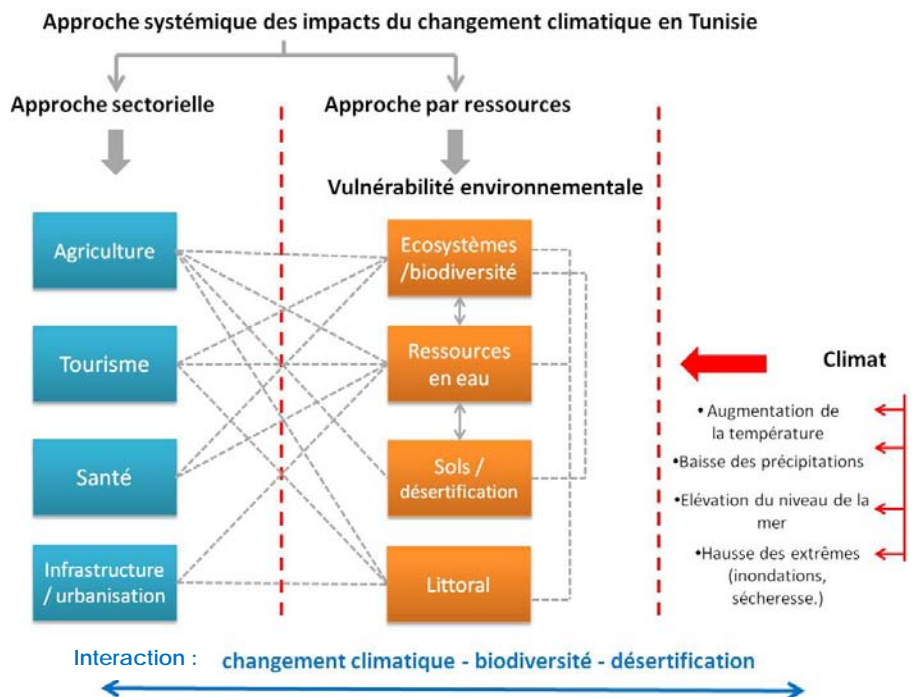 Approche systémique des impacts du changement climatique en Tunisie
Approche sectorielle
Approche par ressources
Vulnérabilité environnementale
Agriculture
Tourisme
Santé
Infrastructure
/ urbanisation
Ecosystèmes
/biodiversité
Ressources
en eau
Sols /
désertification
Littoral
Climat
•Augmentation de
la température
•Baisse des précipitations
•Elévation du niveau de la
mer
•Hausse des extrêmes
(inondations,
sécheresse.)
Interaction : changement climatique - biodiversité - désertification